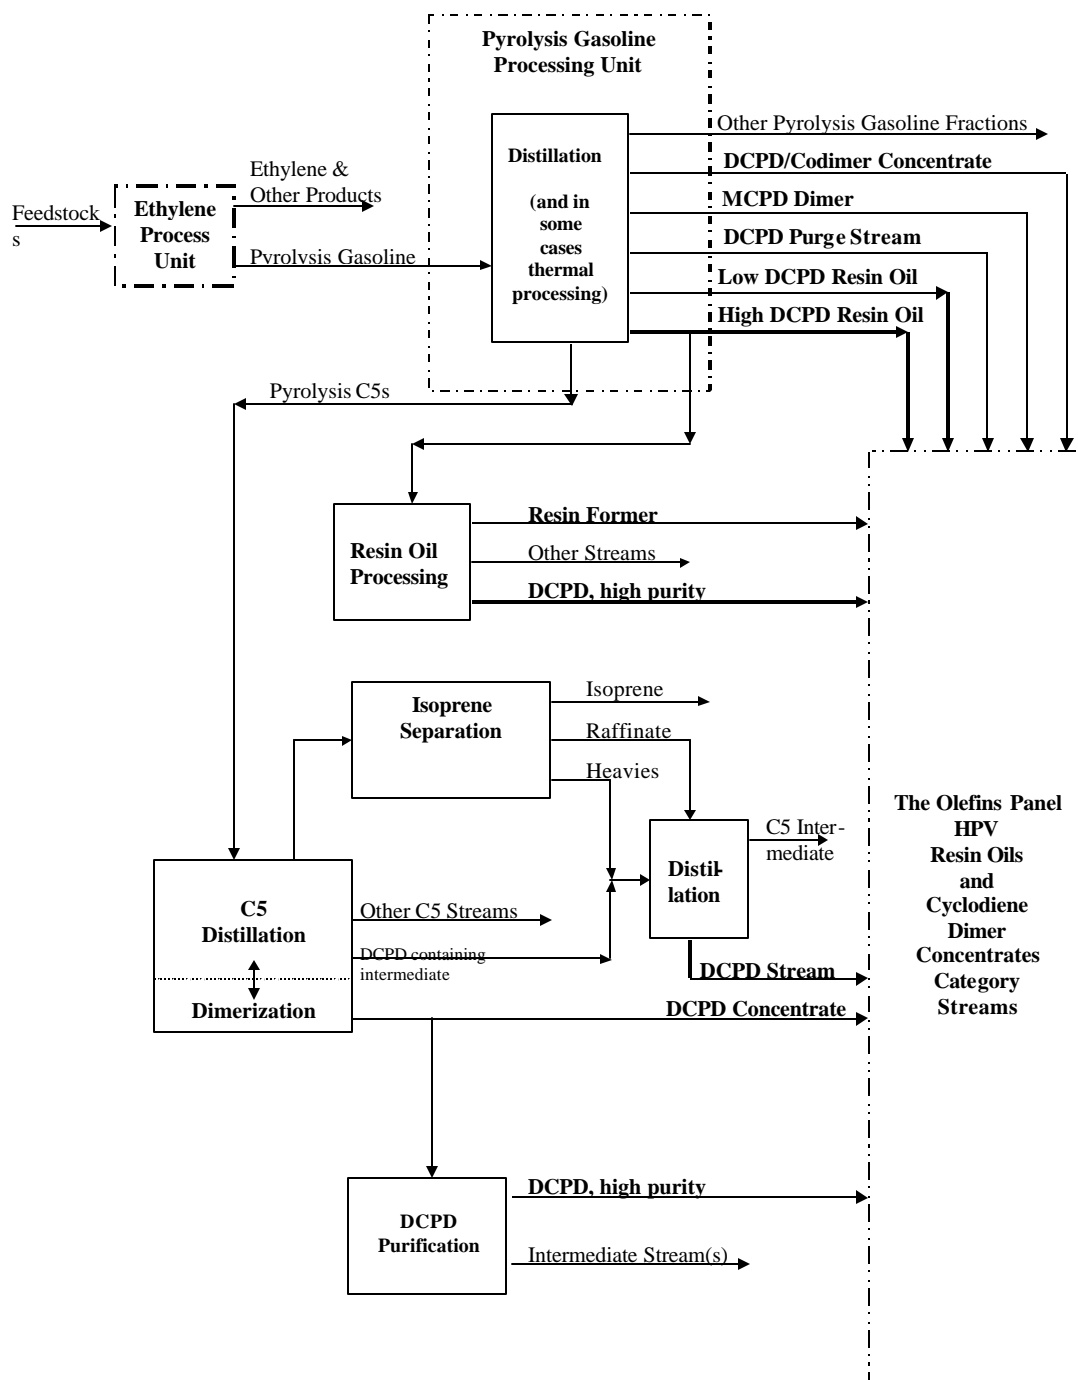 Pyrolysis Gasoline
Processing Unit
Other Pyrolysis Gasoline Fractions
Distillation
(and in
some
cases
thermal
processing)
DCPD/Codimer Concentrate
MCPD Dimer
DCPD Purge Stream
Low DCPD Resin Oil
High DCPD Resin Oil
Feedstock
s
Ethylene
Process
Unit
Ethylene &
Other Products
Pyrolysis Gasoline
Pyrolysis C5s
Resin Oil
Processing
Resin Former
Other Streams
DCPD, high purity
Isoprene
Separation
Isoprene
Raffinate
Heavies
Distil-
lation
C5 Inter-
mediate
C5
Distillation
Dimerization
Other C5 Streams
DCPD containing
intermediate
DCPD Stream
DCPD Concentrate
The Olefins Panel
HPV
Resin Oils
and
Cyclodiene
Dimer
Concentrates
Category
Streams
DCPD
Purification
DCPD, high purity
Intermediate Stream(s)